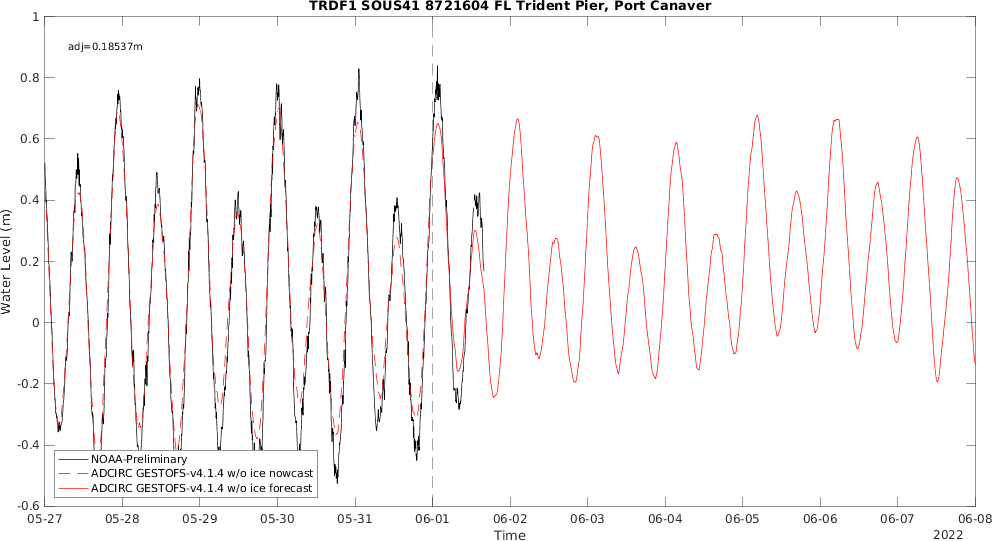 TRDF1 SOUS41 8721604 FL Trident Pier, Port Canaver
adj=0.18537m
Water Level (m)
1
0.8
0.6
0.4
0.2
0
-0.2
-0.4
-0.6
NOAA-Preliminary
ADCIRC GESTOFS-v4.1.4 w/o ice nowcast
ADCIRC GESTOFS-v4.1.4 w/o ice forecast
05-27 05-28 05-29 05-30 05-31 06-01 06-02 06-03 06-04 06-05 06-06 06-07 06-08
Time
2022